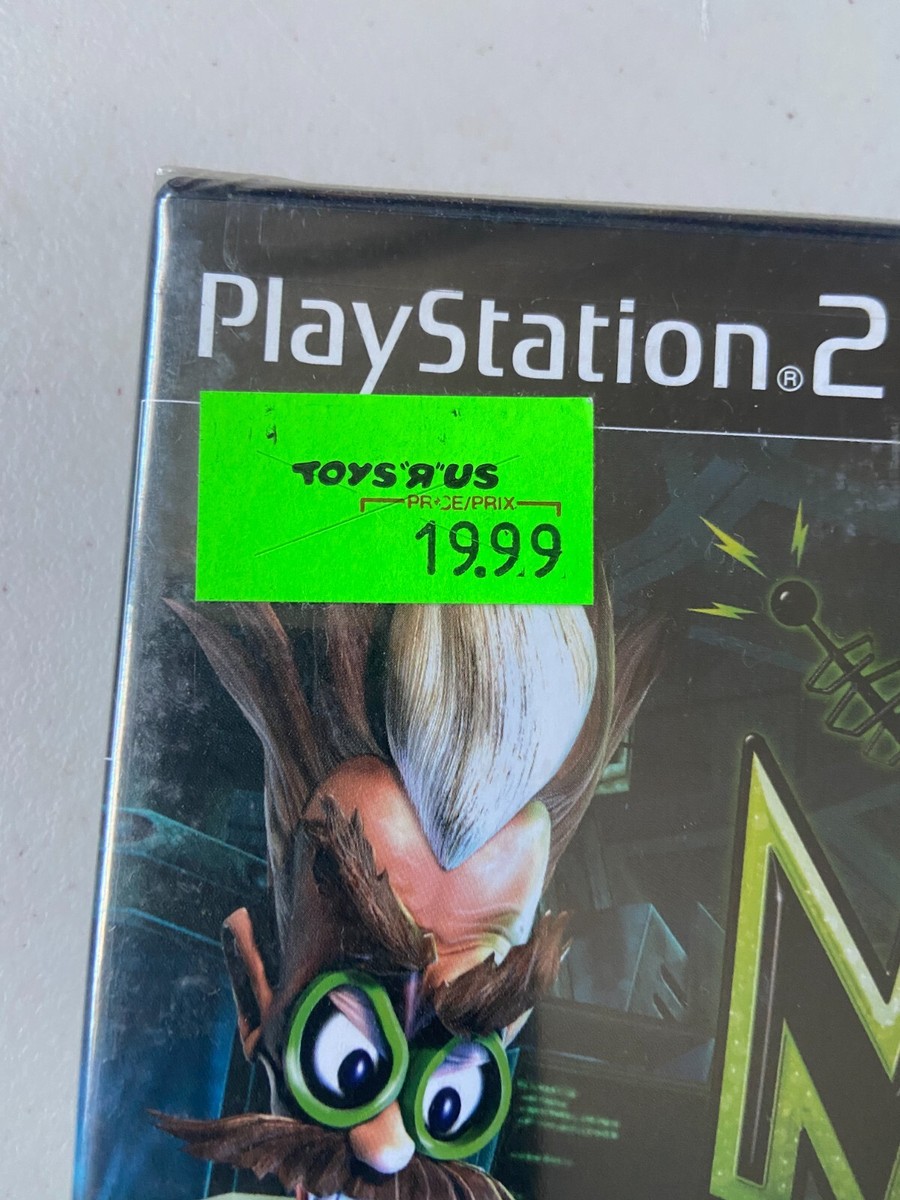 PlayStation®2
TOYS"R"US
PRICE/PRIX
19.99
M